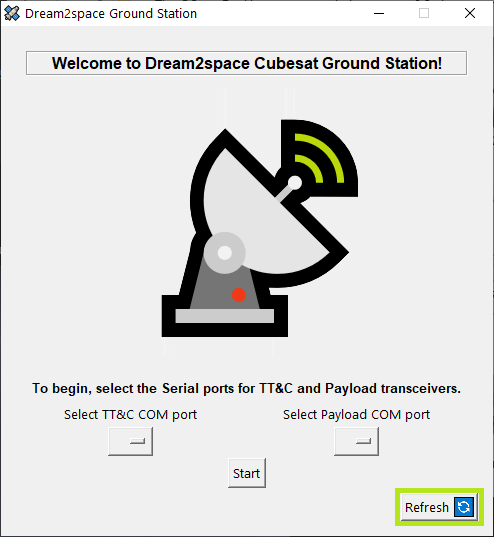 Dream2space Ground Station
Welcome to Dream2space Cubesat Ground Station!
To begin, select the Serial ports for TT&C and Payload transceivers.
Select TT&C COM port
Select Payload COM port
Start
Refresh